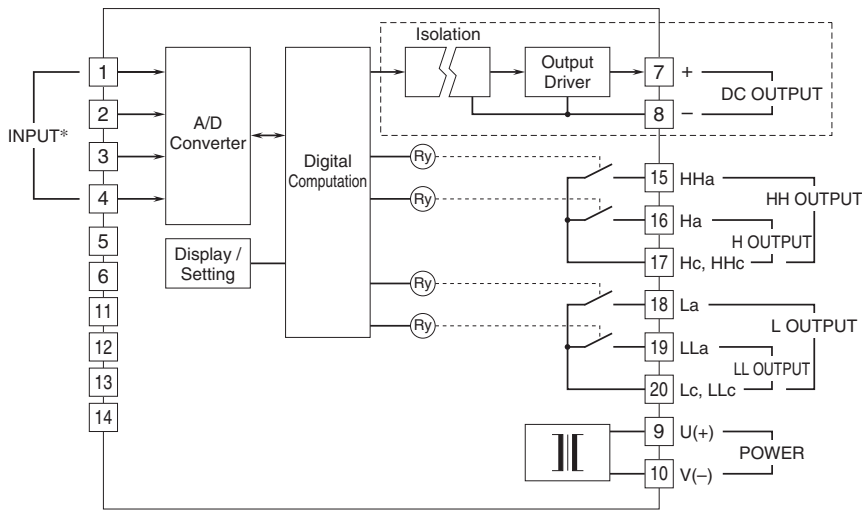 Isolation
1
2
3
4
5
6
11
12
13
14
INPUT*
A/D
Converter
Display /
Setting
Digital
Computation
Output
Driver
Ry
Ry
Ry
Ry
7
+
8
−
DC OUTPUT
15
HHa
16
Ha
17
Hc, HHc
HH OUTPUT
H OUTPUT
18
La
19
LLa
20
Lc, LLc
L OUTPUT
LL OUTPUT
9
U(+)
10
V(−)
POWER